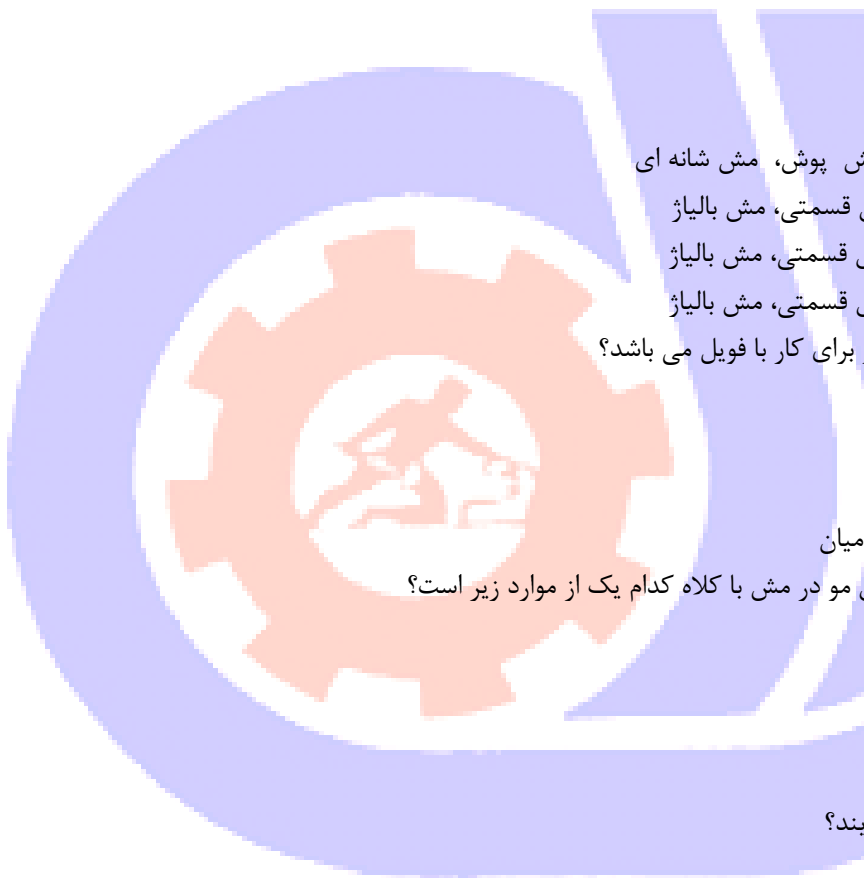 پوش، مش شانه ای
قسمتی، مش بالیاژ
قسمتی، مش بالیاژ
قسمتی، مش بالیاژ
برای کار با فویل می باشد؟
میان
مو در مش با کلاه کدام یک از موارد زیر است؟